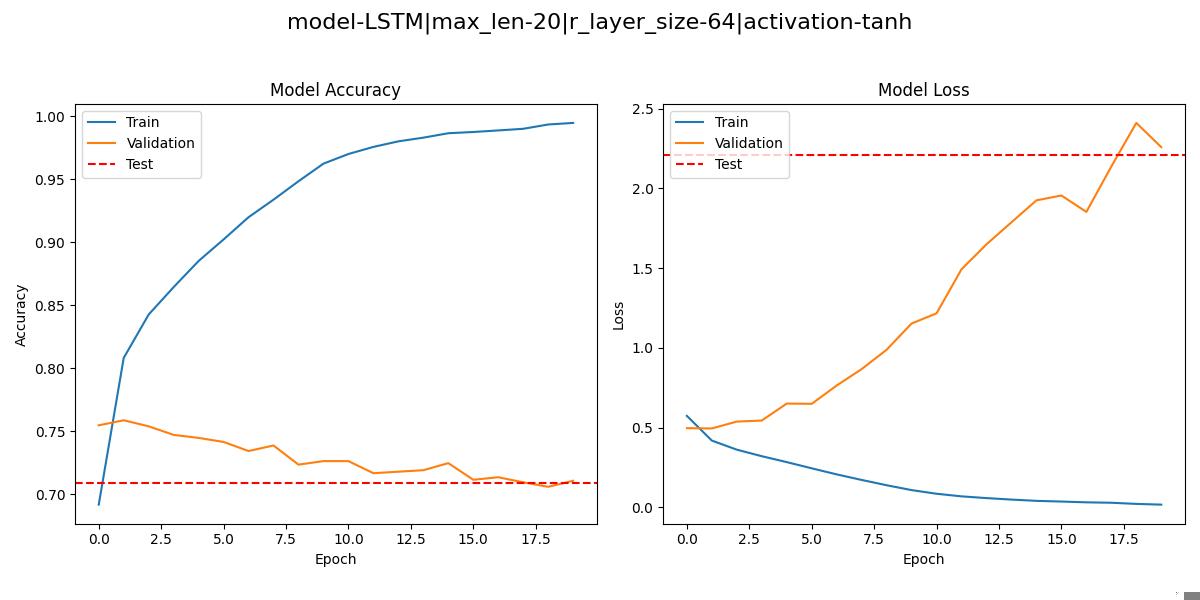 model-LSTM|max_len-20|r_layer_size-64|activation-tanh
Model Accuracy
Train
Validation
Test
1.00
0.95
0.90
0.85
0.80
0.75
0.70
Accuracy
0.0 2.5 5.0 7.5 10.0 12.5 15.0 17.5
Epoch
Model Loss
Train
Validation
Test
2.5
2.0
1.5
1.0
0.5
0.0
Loss
0.0 2.5 5.0 7.5 10.0 12.5 15.0 17.5
Epoch